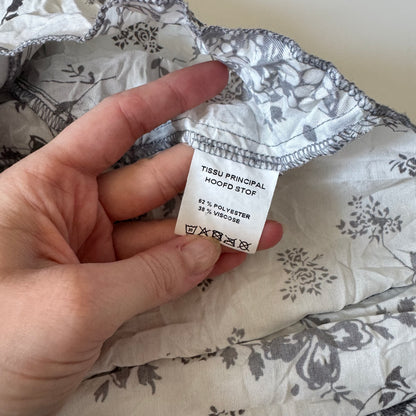 TISSU PRINCIPAL
HOOFD STOF
62 % POLYESTER
38 % VISCOSE